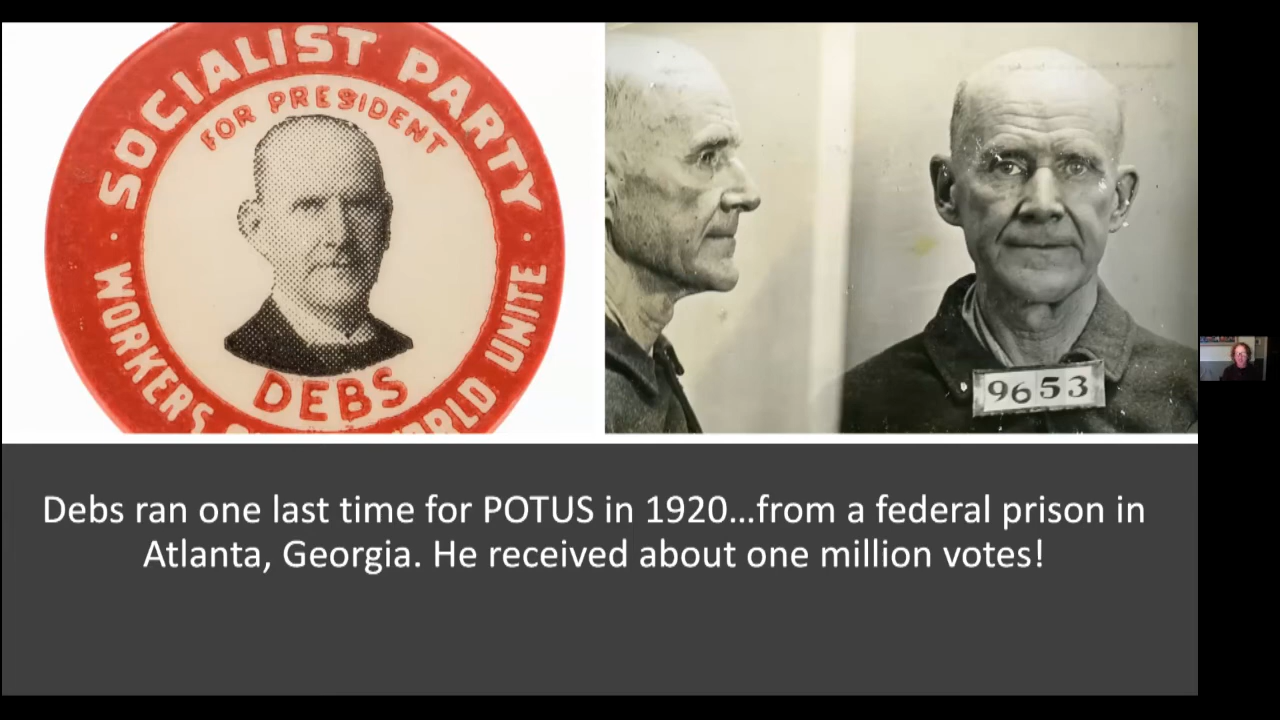 SOCIALIST PARTY
FOR PRESIDENT
DEBS
WORKERS
UNITE
9653
Debs ran one last time for POTUS in 1920…from a federal prison in
Atlanta, Georgia. He received about one million votes!